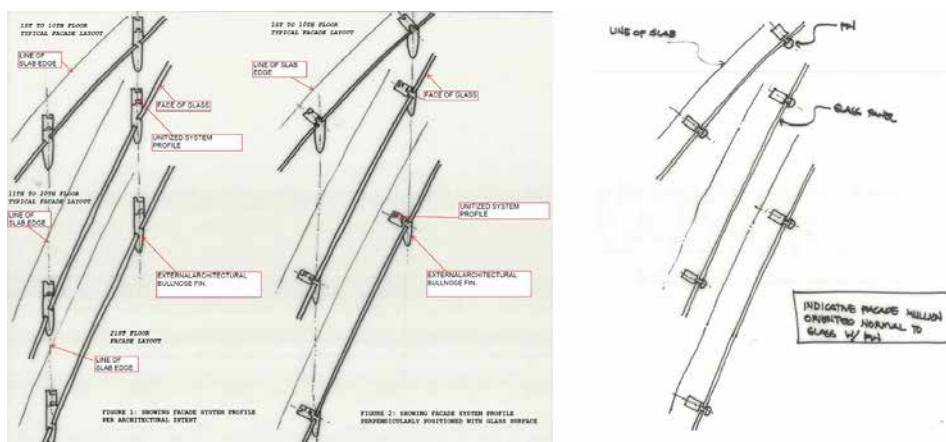 1ST TO 10TH FLOOR
TYPICAL FACADE LAYOUT
LINE OF
SLAB EDGE
FACE OF GLASS
UNITIZED SYSTEM
PROFILE
11TH TO 20TH FLOOR
TYPICAL FACADE LAYOUT
LINE OF
SLAB EDGE
EXTERNALARCHITECTURAL
BULLNOSE FIN.
21ST FLOOR
FACADE LAYOUT
LINE OF
SLAB EDGE
FIGURE 1: SHOWING FACADE SYSTEM PROFILE
PER ARCHITECTURAL INTENT
1ST TO 10TH FLOOR
TYPICAL FACADE LAYOUT
LINE OF SLAB
EDGE
FACE OF GLASS
UNITIZED SYSTEM
PROFILE
EXTERNALARCHITECTURAL
BULLNOSE FIN.
FIGURE 2: SHOWING FACADE SYSTEM PROFILE
PERPENDICULARLY POSITIONED WITH GLASS SURFACE
LINE OF SLAB
FIN
GLASS PANEL
INDICATIVE FACADE MULLION
ORIENTED NORMAL TO
GLASS W/ FIN